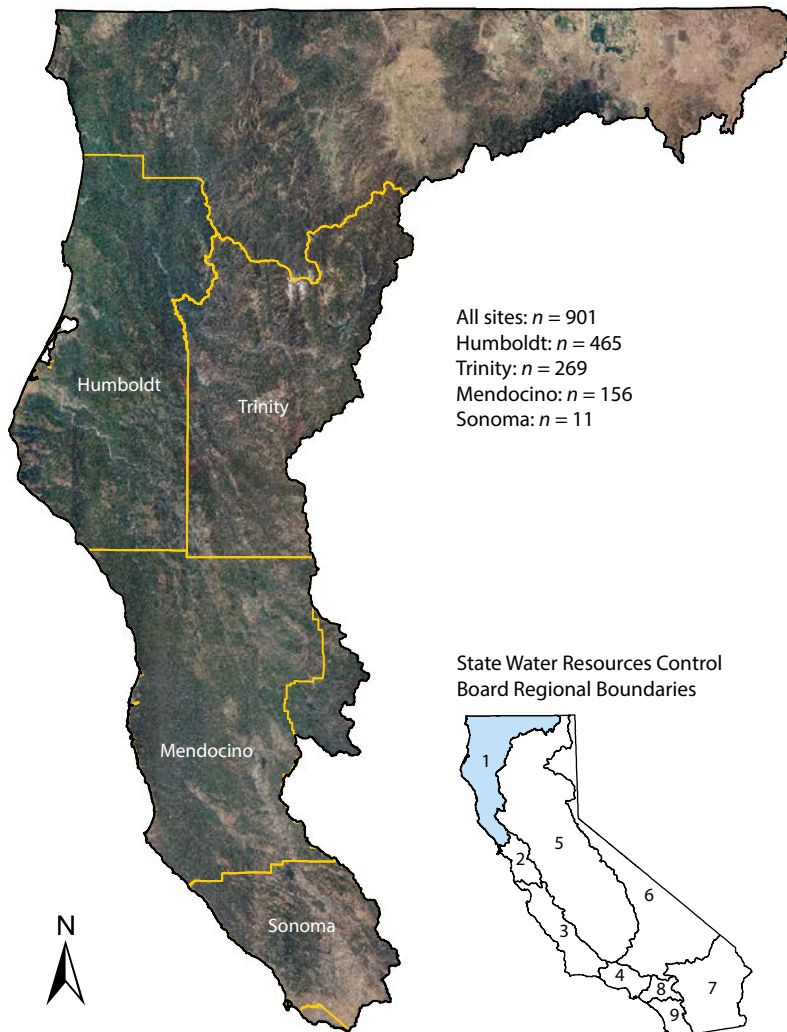 All sites: n = 901
Humboldt: n = 465
Trinity: n = 269
Mendocino: n = 156
Sonoma: n = 11
Humboldt
Trinity
Mendocino
Sonoma
N
State Water Resources Control
Board Regional Boundaries
1
2
3
4
5
6
7
8
9